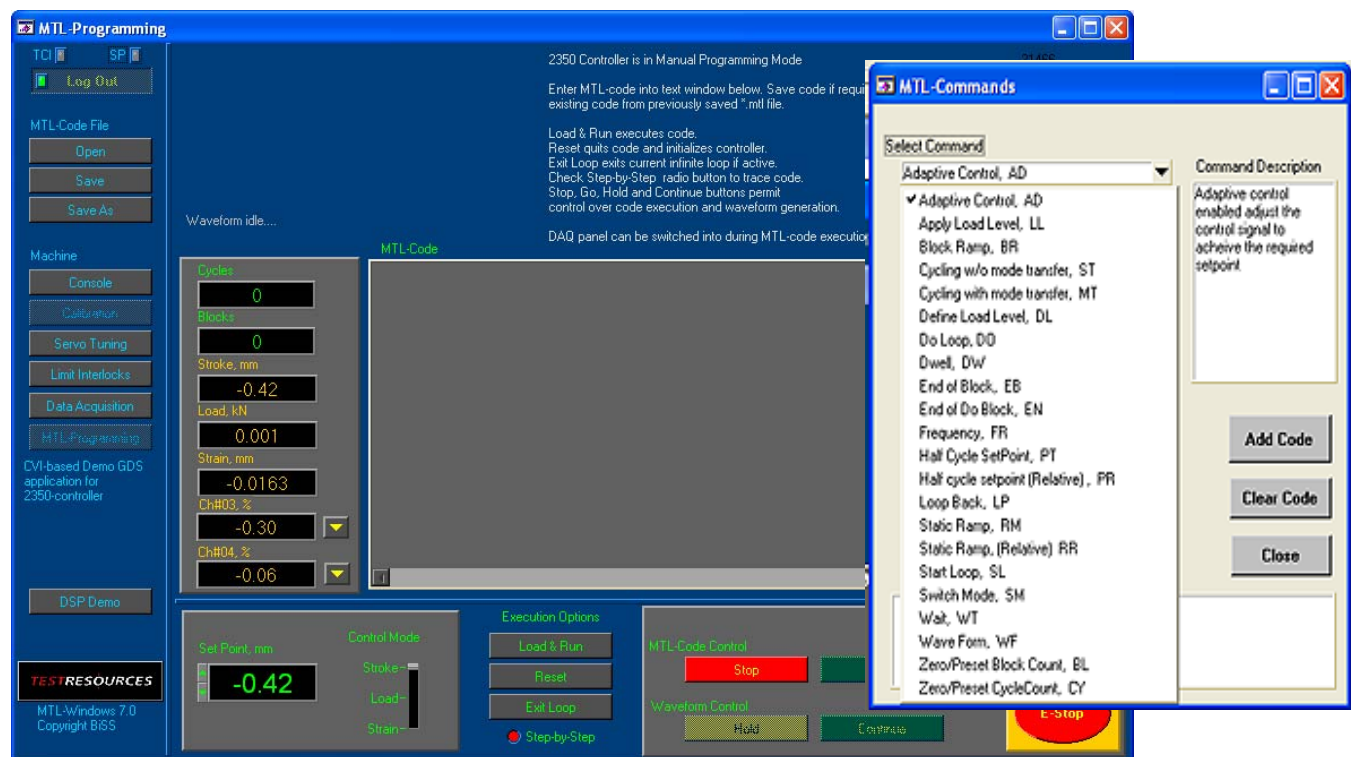 MTL-Programming
TCI
SP
Log Out
MTL-Code File
Open
Save
Save As
Machine
Console
Calibration
Servo Tuning
Limit Interlocks
Data Acquisition
MTL-Programming
CVI-based Demo GDS
application for
2350-controller
DSP Demo
TESTRESOURCES
MTL-Windows 7.0
Copyright BiSS
2350 Controller is in Manual Programming Mode
Enter MTL-code into text window below. Save code if requi
existing code from previously saved *.mtl file.
Load & Run executes code.
Reset quits code and initializes controller.
Exit Loop exits current infinite loop if active.
Check Step-by-Step radio button to trace code.
Stop, Go, Hold and Continue buttons permit
control over code execution and waveform generation.
DAQ panel can be switched into during MTL-code executio
Waveform idle....
MTL-Code
Cycles
0
Blocks
0
Stroke, mm
-0.42
Load, kN
0.001
Strain, mm
-0.0163
Ch#03, %
-0.30
Ch#04, %
-0.06
Set Point, mm
-0.42
Control Mode
Stroke
Load
Strain
Execution Options
Load & Run
Reset
Exit Loop
Step-by-Step
MTL-Code Control
Stop
Waveform Control
Hold
Continue
E-Stop
MTL-Commands
Select Command
Adaptive Control, AD
Adaptive Control, AD
Apply Load Level, LL
Block Ramp, BR
Cycling w/o mode transfer, ST
Cycling with mode transfer, MT
Define Load Level, DL
Do Loop, DO
Dwell, DW
End of Block, EB
End of Do Block, EN
Frequency, FR
Half Cycle SetPoint, PT
Half cycle setpoint (Relative) , PR
Loop Back, LP
Static Ramp, RM
Static Ramp, (Relative) RR
Start Loop, SL
Switch Mode, SM
Wait, WT
Wave Form, WF
Zero/Preset Block Count, BL
Zero/Preset CycleCount, CY
Command Description
Adaptive control
enabled adjust the
control signal to
acheive the required
setpoint
Add Code
Clear Code
Close